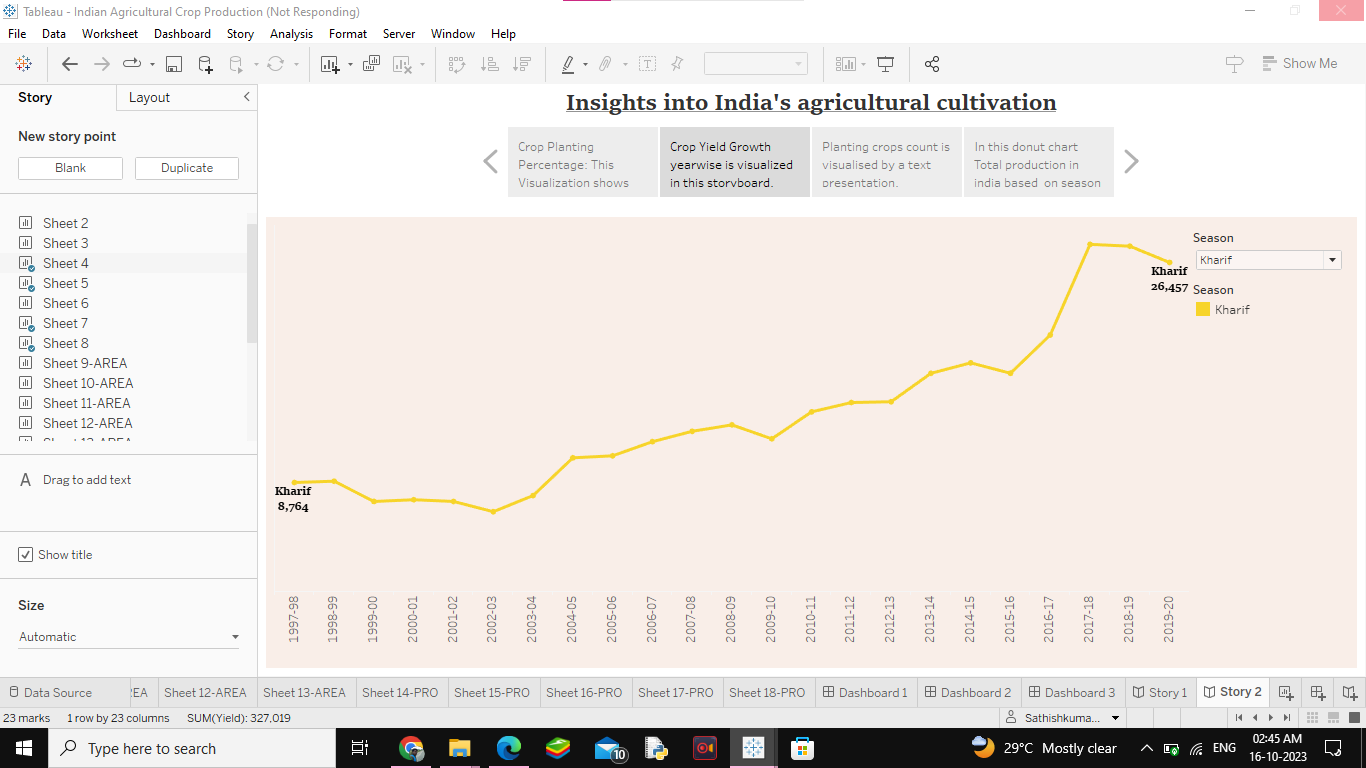 Tableau - Indian Agricultural Crop Production (Not Responding)
File Data Worksheet Dashboard Story Analysis Format Server Window Help
Show Me
Story Layout
New story point
Blank Duplicate
Sheet 2
Sheet 3
Sheet 4
Sheet 5
Sheet 6
Sheet 7
Sheet 8
Sheet 9-AREA
Sheet 10-AREA
Sheet 11-AREA
Sheet 12-AREA
Sheet 13-AREA
A Drag to add text
Show title
Size
Automatic
Insights into India's agricultural cultivation
Crop Planting
Percentage: This
Visualization shows
Crop Yield Growth
yearwise is visualized
in this storyboard.
Planting crops count is
visualised by a text
presentation.
In this donut chart
Total production in
india based on season
Season
Kharif
Season
Kharif
Kharif
26,457
Kharif
8,764
1997-98
1998-99
1999-00
2000-01
2001-02
2002-03
2003-04
2004-05
2005-06
2006-07
2007-08
2008-09
2009-10
2010-11
2011-12
2012-13
2013-14
2014-15
2015-16
2016-17
2017-18
2018-19
2019-20
Data Source EA Sheet 12-AREA Sheet 13-AREA Sheet 14-PRO Sheet 15-PRO Sheet 16-PRO Sheet 17-PRO Sheet 18-PRO Dashboard 1 Dashboard 2 Dashboard 3 Story 1 Story 2
23 marks 1 row by 23 columns SUM(Yield): 327,019 Sathishkuma...
Type here to search 10 29°C Mostly clear ENG 02:45 AM
16-10-2023